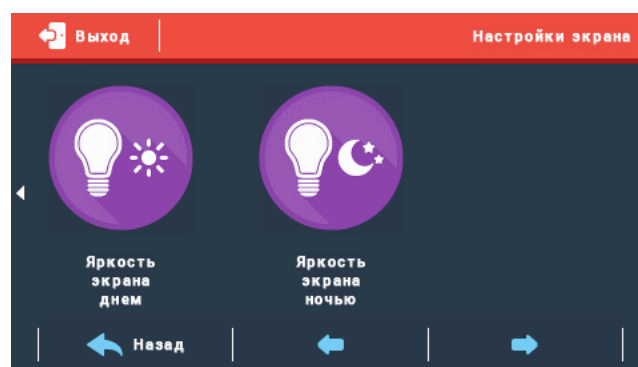 Выход
Настройки экрана
Яркость
экрана
днем
Яркость
экрана
ночью
Назад